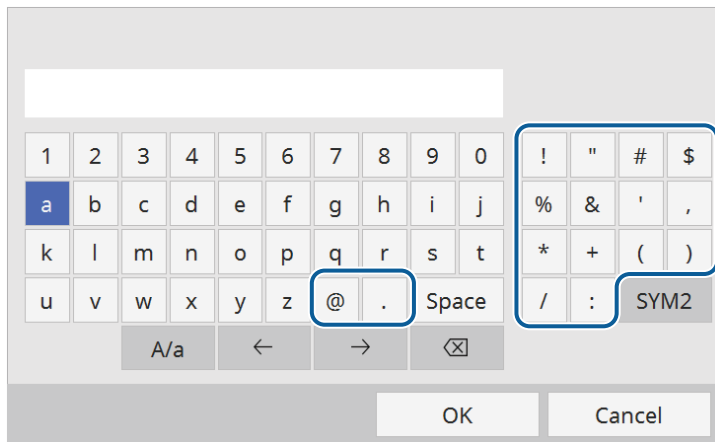 1 2 3 4 5 6 7 8 9 0 ! " # $
a b c d e f g h i j % & ' ,
k l m n o p q r s t * + ( )
u v w x y z @ . Space / : SYM2
A/a ← → ⌫
OK Cancel